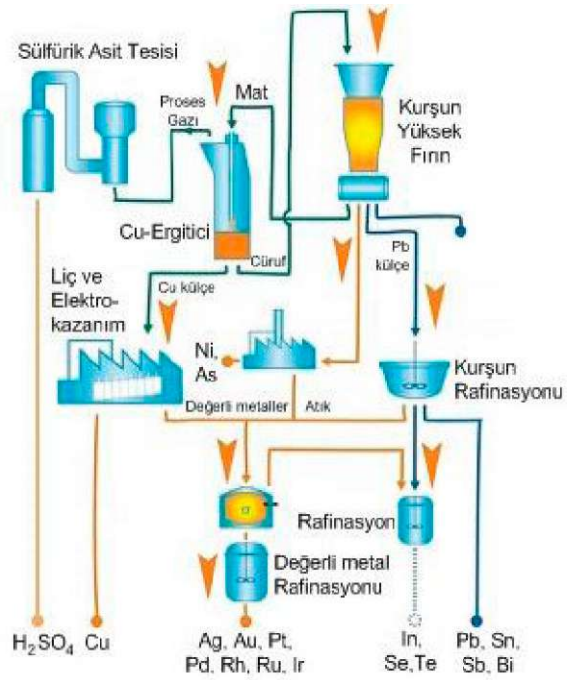 Sülfürik Asit Tesisi
Proses
Gazı
Mat
Kurşun
Yüksek
Fırın
Cu-Ergitici
Cüruf
Pb
külçe
Liç ve
Elektro-
kazanım
Cu külçe
Ni,
As
Kurşun
Rafinasyonu
Değerli metaller
Atık
Rafinasyon
Değerli metal
Rafinasyonu
H₂SO₄
Cu
Ag, Au, Pt,
Pd, Rh, Ru, Ir
In,
Se,Te
Pb, Sn,
Sb, Bi